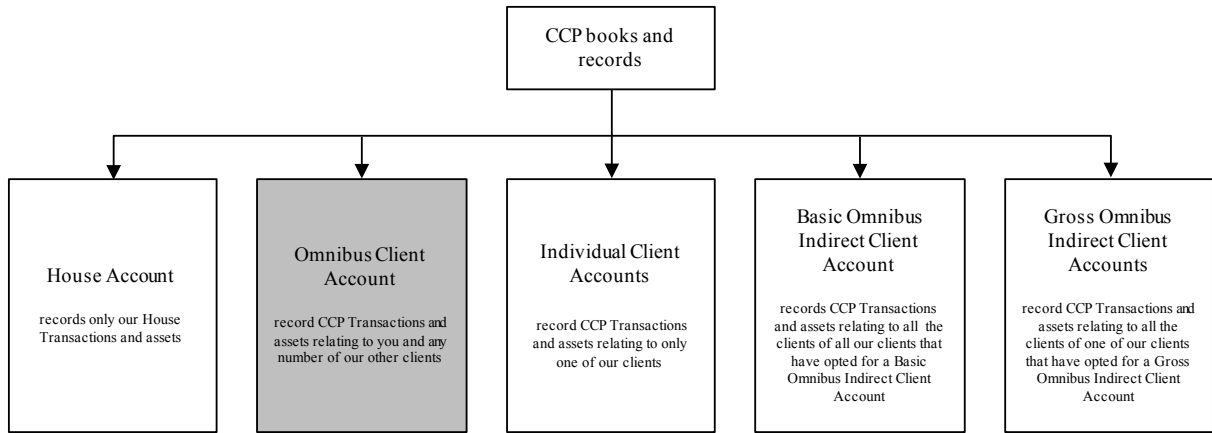 CCP books and
records
House Account
records only our House
Transactions and assets
Omnibus Client
Account
record CCP Transactions and
assets relating to you and any
number of our other clients
Individual Client
Accounts
record CCP Transactions
and assets relating to only
one of our clients
Basic Omnibus
Indirect Client
Account
records CCP Transactions
and assets relating to all the
clients of all our clients that
have opted for a Basic
Omnibus Indirect Client
Account
Gross Omnibus
Indirect Client
Accounts
record CCP Transactions and
assets relating to all the
clients of one of our clients
that have opted for a Gross
Omnibus Indirect Client
Account